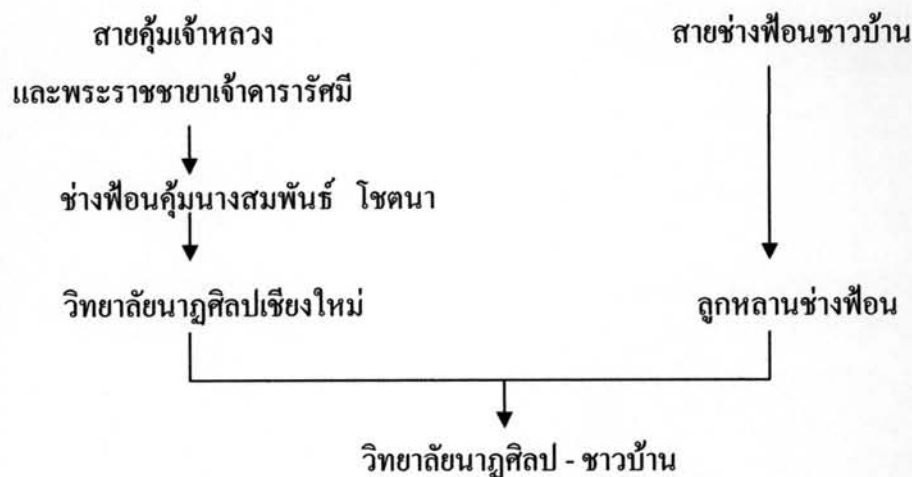 สายคุ้มเจ้าหลวง
และพระราชชายาเจ้าดารารัศมี
ช่างฟ้อนคุ้มนางสมพันธ์ โชตนา
วิทยาลัยนาฏศิลปเชียงใหม่
สายช่างฟ้อนชาวบ้าน
ลูกหลานช่างฟ้อน
วิทยาลัยนาฏศิลป - ชาวบ้าน